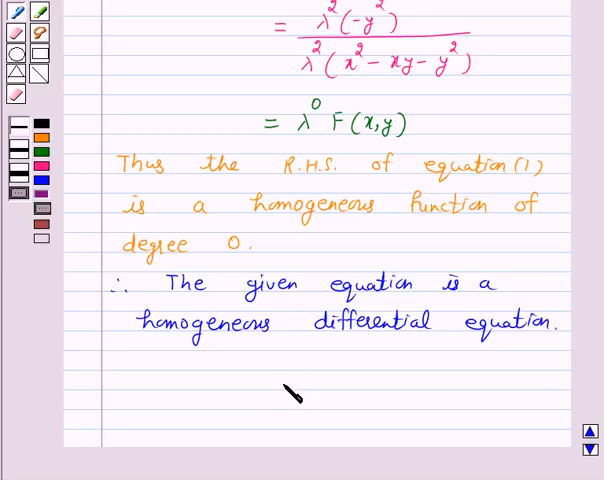 = λ²(-y²) / λ²(x² - xy - y²)
= λ⁰ F(x,y)
Thus the R.H.S. of equation (1)
is a homogeneous function of
degree 0.
∴ The given equation is a
homogeneous differential equation.